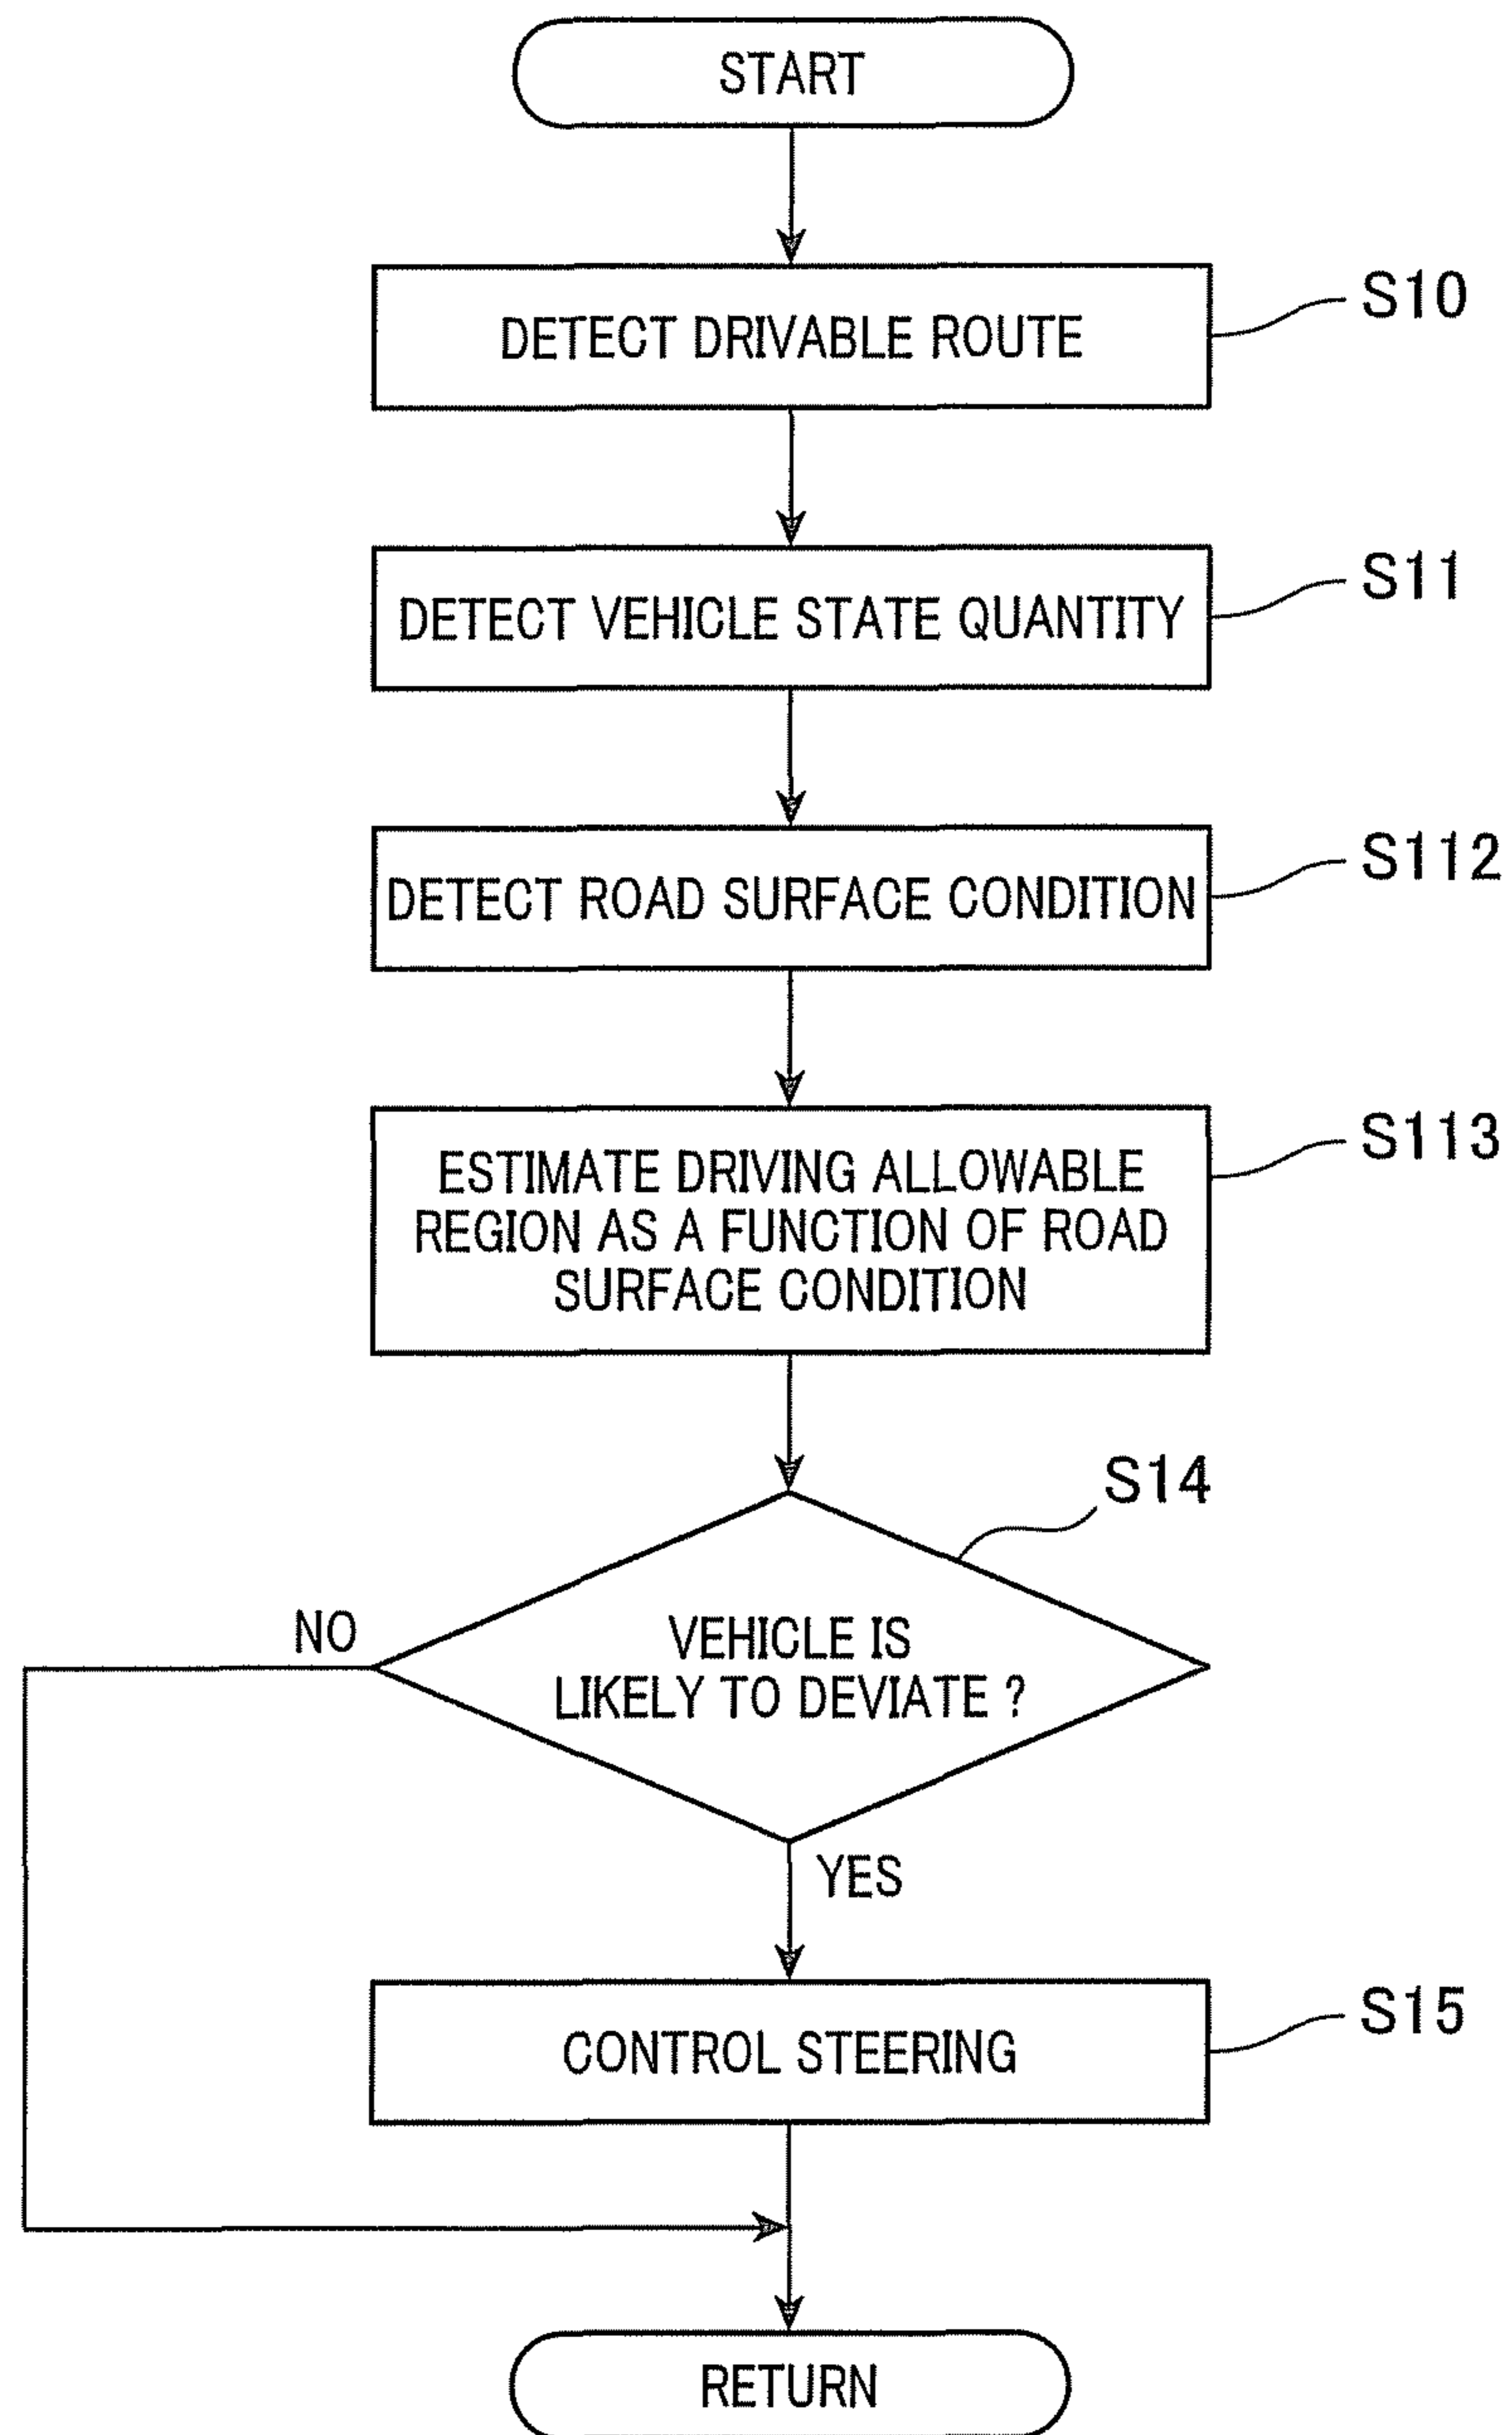 START
DETECT DRIVABLE ROUTE
S10
DETECT VEHICLE STATE QUANTITY
S11
DETECT ROAD SURFACE CONDITION
S112
ESTIMATE DRIVING ALLOWABLE
REGION AS A FUNCTION OF ROAD
SURFACE CONDITION
S113
S14
VEHICLE IS
LIKELY TO DEVIATE ?
NO
YES
CONTROL STEERING
S15
RETURN